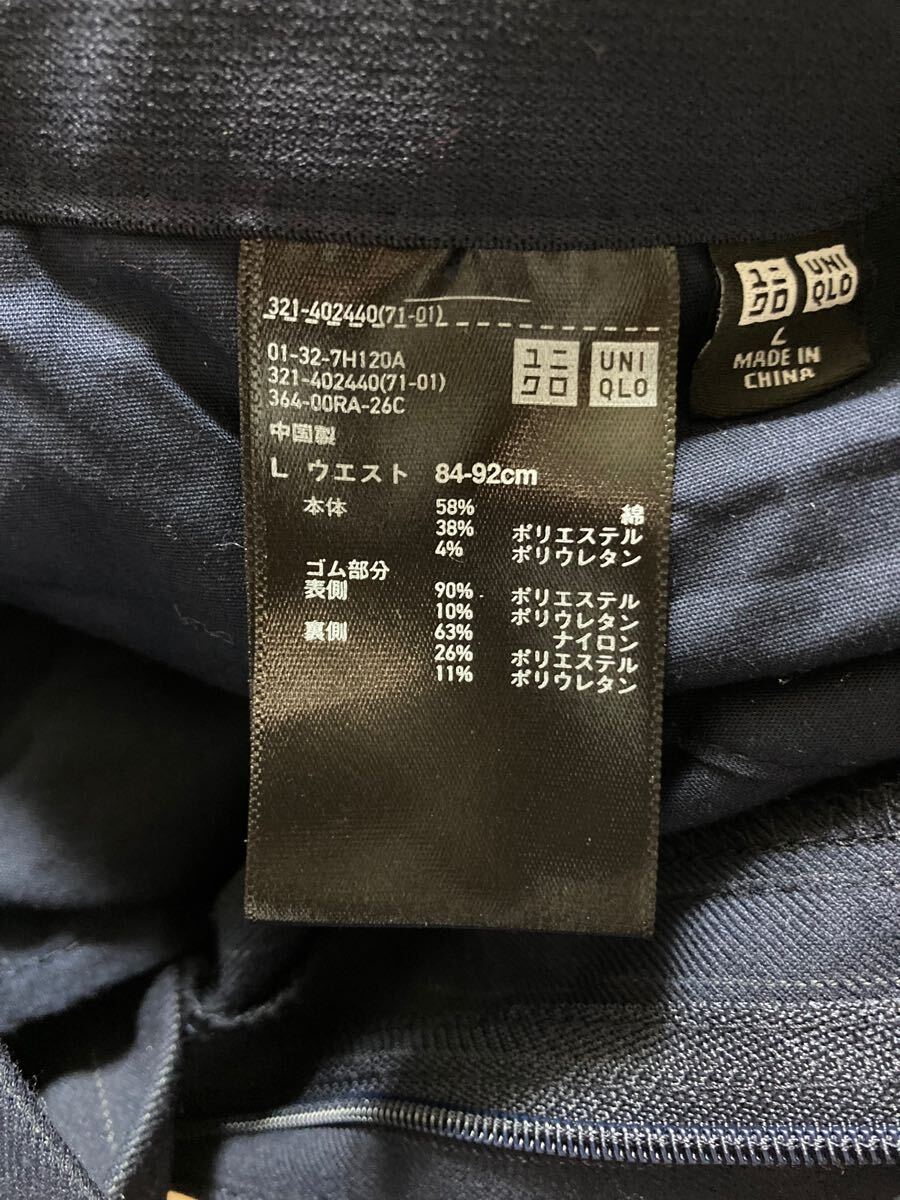 321-402440(71-01)
01-32-7H120A
321-402440(71-01)
364-00RA-26C
ユニ
クロ
UNI
QLO
中国製
L ウエスト 84-92cm
本体 58% 綿
38% ポリエステル
4% ポリウレタン
ゴム部分
表側 90% ポリエステル
10% ポリウレタン
裏側 63% ナイロン
26% ポリエステル
11% ポリウレタン
ユニ
クロ
UNI
QLO
L
MADE IN
CHINA